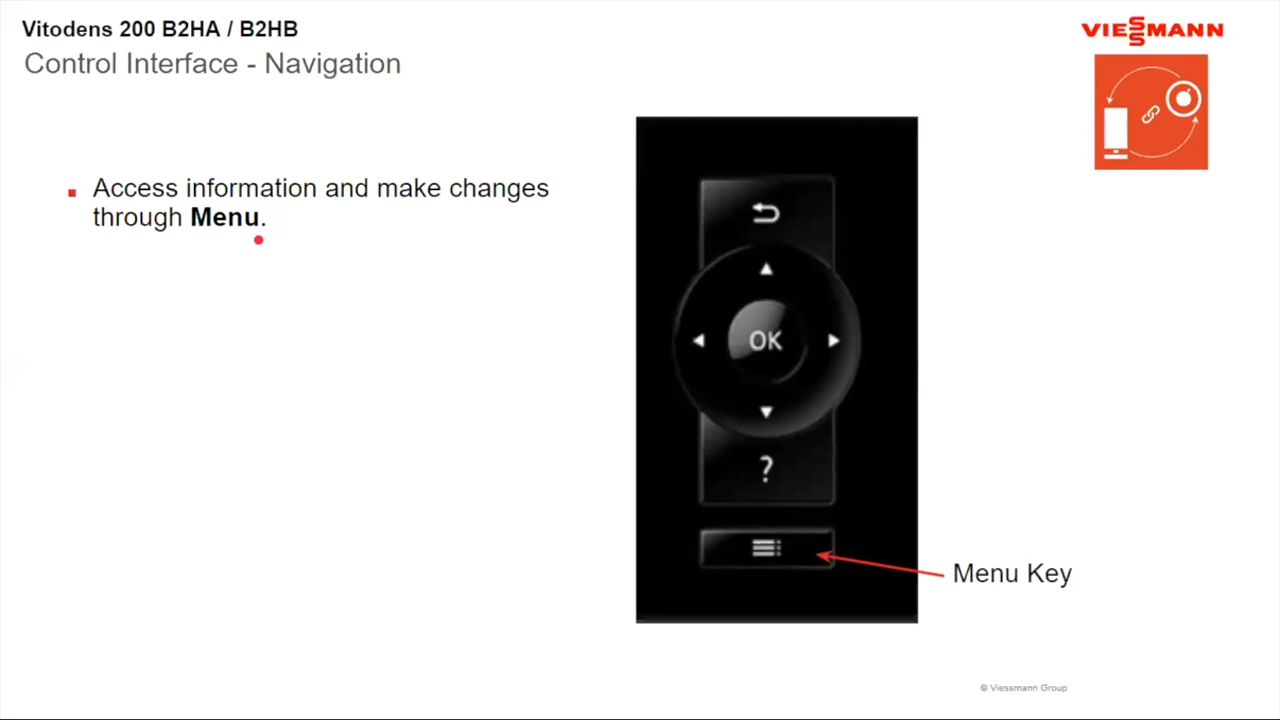 Vitodens 200 B2HA / B2HB
Control Interface - Navigation
VIESSMANN
Access information and make changes
through Menu.
OK
?
Menu Key
© Viessmann Group